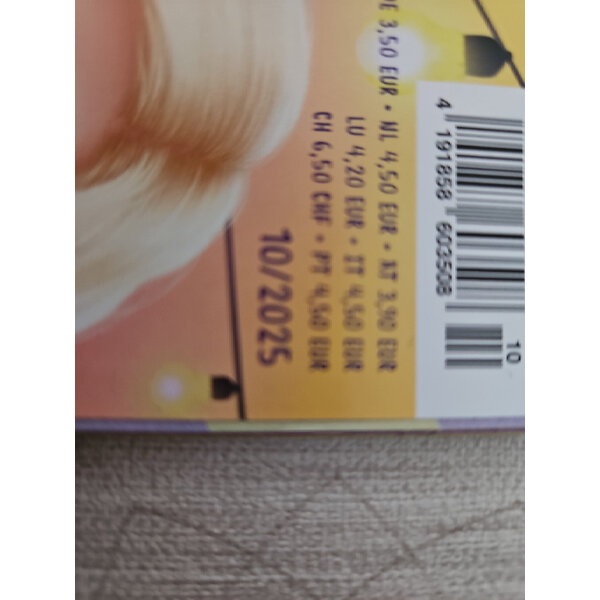 DE 3,50 EUR • NL 4,50 EUR • AT 3,90 EUR
LU 4,20 EUR • IT 4,50 EUR
CH 6,50 CHF • PT 4,50 EUR
10/2025
4 191858 603508
10